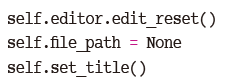 self.editor.edit_reset()
self.file_path = None
self.set_title()